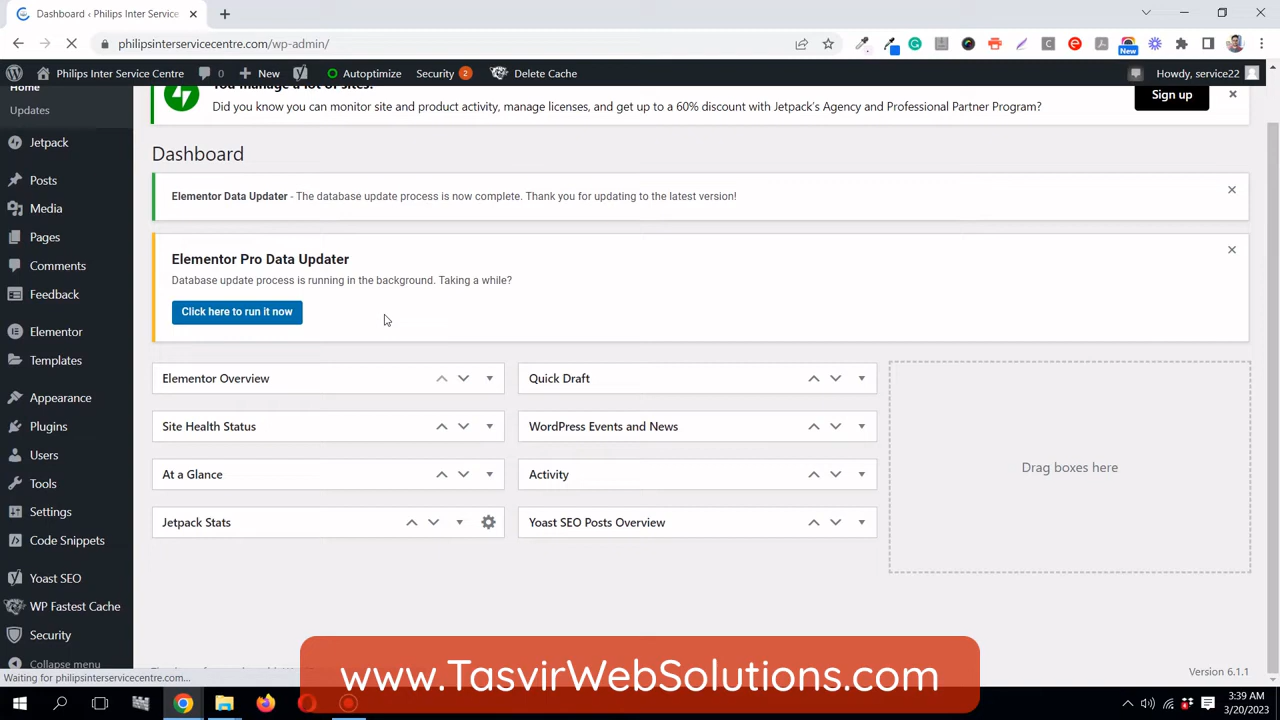 Dashboard ‹ Philips Inter Service
philipsinterservicecentre.com/wp-admin/
New
Philips Inter Service Centre
0
New
Autoptimize
Security 2
Delete Cache
Howdy, service22
Home
Updates
Jetpack
Posts
Media
Pages
Comments
Feedback
Elementor
Templates
Appearance
Plugins
Users
Tools
Settings
Code Snippets
Yoast SEO
WP Fastest Cache
Security
Collapse menu
You manage a lot of sites!
Did you know you can monitor site and product activity, manage licenses, and get up to a 60% discount with Jetpack's Agency and Professional Partner Program?
Sign up
Dashboard
Elementor Data Updater - The database update process is now complete. Thank you for updating to the latest version!
Elementor Pro Data Updater
Database update process is running in the background. Taking a while?
Click here to run it now
Elementor Overview
Quick Draft
Site Health Status
WordPress Events and News
At a Glance
Activity
Jetpack Stats
Yoast SEO Posts Overview
Drag boxes here
Version 6.1.1
Waiting for philipsinterservicecentre.com...
www.TasvirWebSolutions.com
3:39 AM
3/20/2023